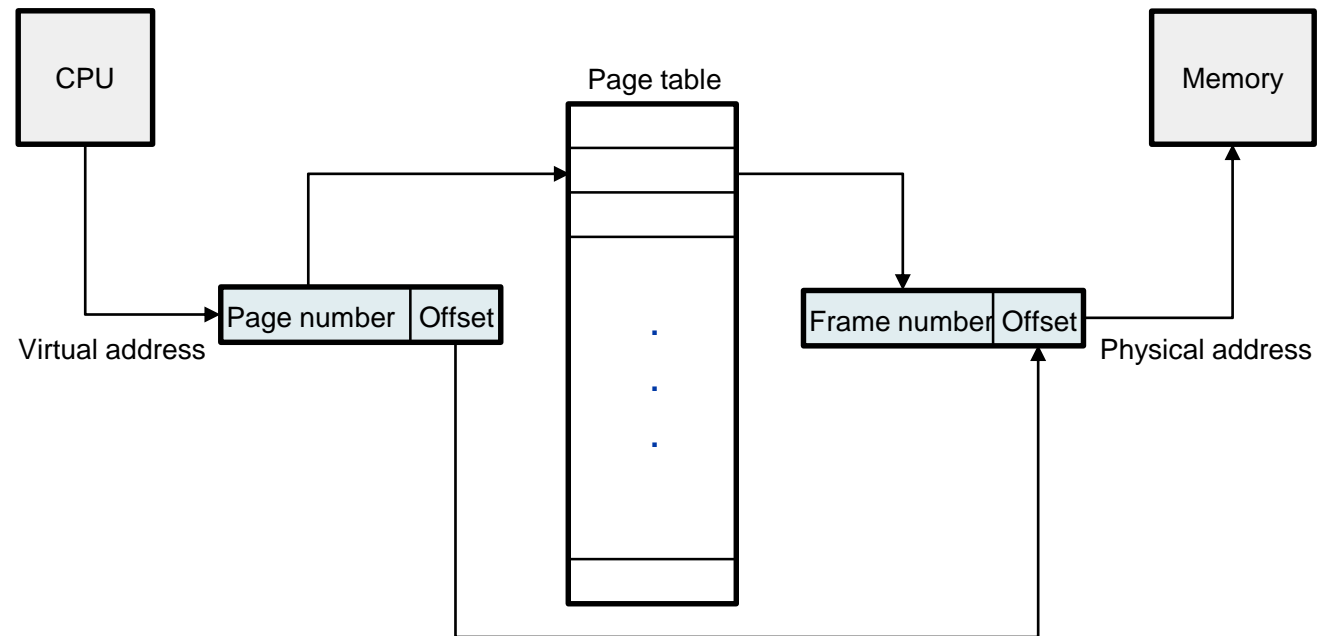 CPU
Page table
Memory
Page number
Offset
Frame number
Offset
Virtual address
Physical address
.
.
.